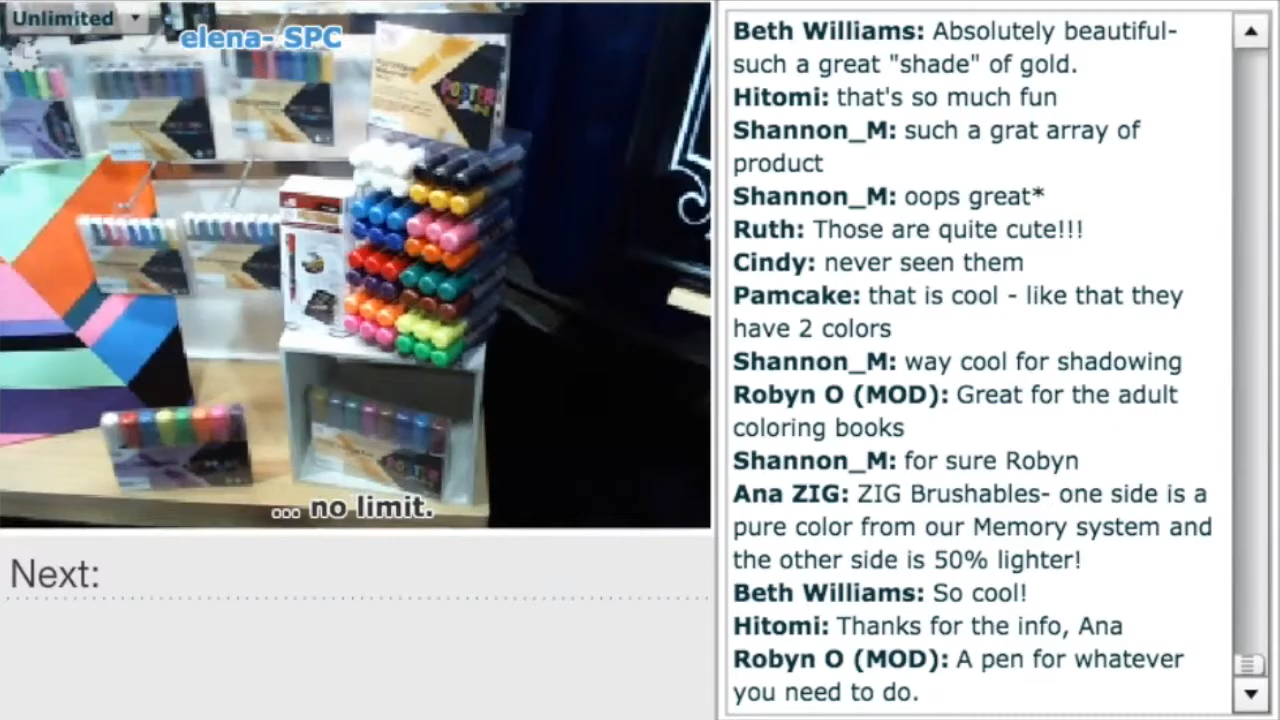 Unlimited
elena- SPC
POSTER
... no limit.
Next:
Beth Williams: Absolutely beautiful-
such a great "shade" of gold.
Hitomi: that's so much fun
Shannon_M: such a grat array of
product
Shannon_M: oops great*
Ruth: Those are quite cute!!!
Cindy: never seen them
Pamcake: that is cool - like that they
have 2 colors
Shannon_M: way cool for shadowing
Robyn O (MOD): Great for the adult
coloring books
Shannon_M: for sure Robyn
Ana ZIG: ZIG Brushables- one side is a
pure color from our Memory system and
the other side is 50% lighter!
Beth Williams: So cool!
Hitomi: Thanks for the info, Ana
Robyn O (MOD): A pen for whatever
you need to do.